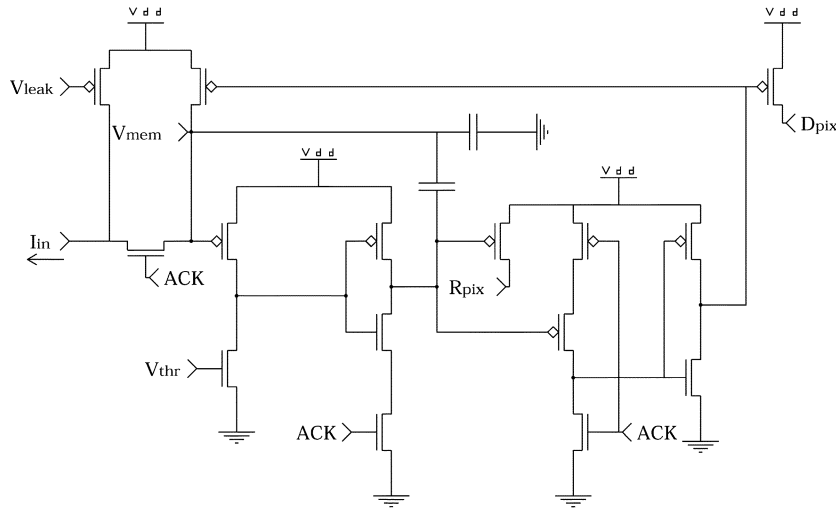 Vdd
Vdd
Vleak
Vmem
Dpix
Vdd
Vdd
Iin
ACK
Rpix
Vthr
ACK
ACK